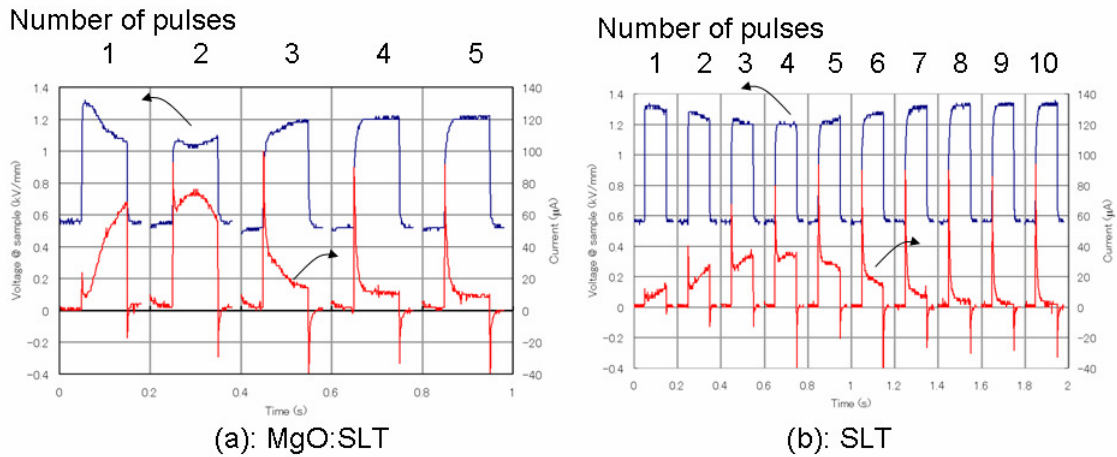 Number of pulses
1 2 3 4 5
1.4
1.2
1
0.8
0.6
0.4
0.2
0
-0.2
-0.4
Voltage @ sample (kV/mm)
140
120
100
80
60
40
20
0
-20
-40
Current (μA)
0 0.2 0.4 0.6 0.8 1
Time (s)
(a): MgO:SLT
Number of pulses
1 2 3 4 5 6 7 8 9 10
1.4
1.2
1
0.8
0.6
0.4
0.2
0
-0.2
-0.4
Voltage @ sample (kV/mm)
140
120
100
80
60
40
20
0
-20
-40
Current (μA)
0 0.2 0.4 0.6 0.8 1 1.2 1.4 1.6 1.8 2
Time (s)
(b): SLT